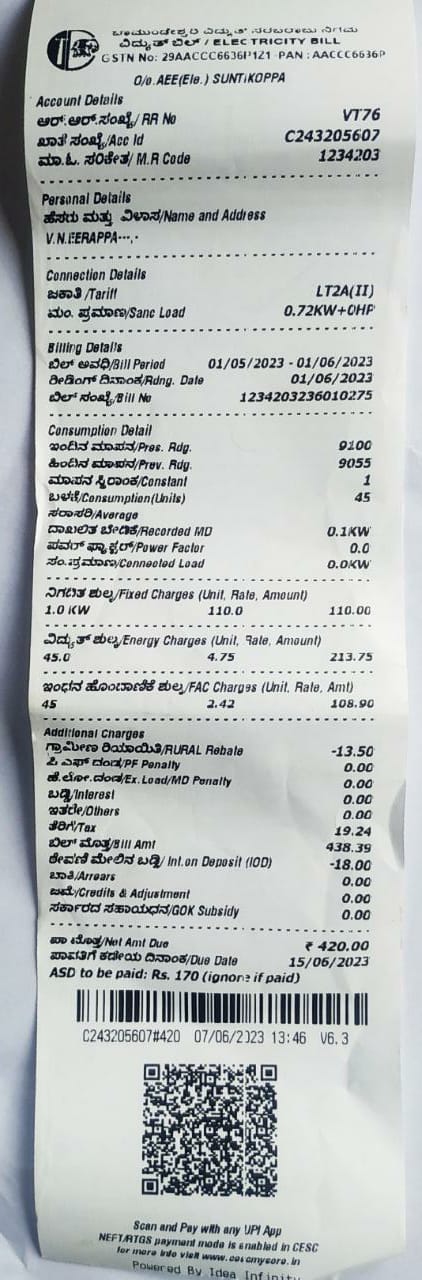 ಚಾಮುಂಡೇಶ್ವರಿ ವಿದ್ಯುತ್ ಸರಬರಾಜು ನಿಗಮ
ವಿದ್ಯುತ್ ಬಿಲ್ / ELECTRICITY BILL
GSTN No: 29AACCC6636P1Z1 PAN : AACCC6636P
O/o.AEE(Ele.) SUNTIKOPPA
Account Details
ಆರ್.ಆರ್.ಸಂಖ್ಯೆ/ RR No VT76
ಖಾತೆ ಸಂಖ್ಯೆ/Acc Id C243205607
ಮಾ.ಓ. ಸಂಕೇತ/ M.R Code 1234203
Personal Details
ಹೆಸರು ಮತ್ತು ವಿಳಾಸ/Name and Address
V.N.EERAPPA
Connection Details
ಜಕಾತಿ /Tariff LT2A(II)
ಮಂ. ಪ್ರಮಾಣ/Sanc Load 0.72KW+0HP
Billing Details
ಬಿಲ್ ಅವಧಿ/Bill Period 01/05/2023 - 01/06/2023
ರೀಡಿಂಗ್ ದಿನಾಂಕ/Rdng. Date 01/06/2023
ಬಿಲ್ ಸಂಖ್ಯೆ/Bill No 1234203236010275
Consumption Detail
ಇಂದಿನ ಮಾಪನ/Pres. Rdg. 9100
ಹಿಂದಿನ ಮಾಪನ/Prev. Rdg. 9055
ಮಾಪನ ಸ್ಥಿರಾಂಕ/Constant 1
ಬಳಕೆ/Consumption(Units) 45
ಸರಾಸರಿ/Average
ದಾಖಲಿತ ಬೇಡಿಕೆ/Recorded MD 0.1KW
ಪವರ್ ಫ್ಯಾಕ್ಟರ್/Power Factor 0.0
ಸಂ.ಪ್ರಮಾಣ/Connected Load 0.0KW
ನಿಗದಿತ ಶುಲ್ಕ/Fixed Charges (Unit, Rate, Amount)
1.0 KW 110.0 110.00
ವಿದ್ಯುತ್ ಶುಲ್ಕ/Energy Charges (Unit, Rate, Amount)
45.0 4.75 213.75
ಇಂಧನ ಹೊಂದಾಣಿಕೆ ಶುಲ್ಕ/FAC Charges (Unit, Rate, Amt)
45 2.42 108.90
Additional Charges
ಗ್ರಾಮೀಣ ರಿಯಾಯಿತಿ/RURAL Rebate -13.50
ಪಿ ಎಫ್ ದಂಡ/PF Penalty 0.00
ಹೆ.ಲೋ.ದಂಡ/Ex.Load/MD Penalty 0.00
ಬಡ್ಡಿ/Interest 0.00
ಇತರೇ/Others 0.00
ತೆರಿಗೆ/Tax 19.24
ಬಿಲ್ ಮೊತ್ತ/Bill Amt 438.39
ಠೇವಣಿ ಮೇಲಿನ ಬಡ್ಡಿ/ Int.on Deposit (IOD) -18.00
ಬಾಕಿ/Arrears 0.00
ಜಮೆ/Credits & Adjustment 0.00
ಸರ್ಕಾರದ ಸಹಾಯಧನ/GOK Subsidy 0.00
ಮೊತ್ತ/Net Amt Due ₹ 420.00
ಪಾವತಿಗೆ ಕಡೆಯ ದಿನಾಂಕ/Due Date 15/06/2023
ASD to be paid: Rs. 170 (ignore if paid)
C243205607#420 07/06/2023 13:46 V6.3
Scan and Pay with any UPI App
NEFT/RTGS payment mode is enabled in CESC
for more info visit www.cescmysore.in
Powered By Idea Infinity